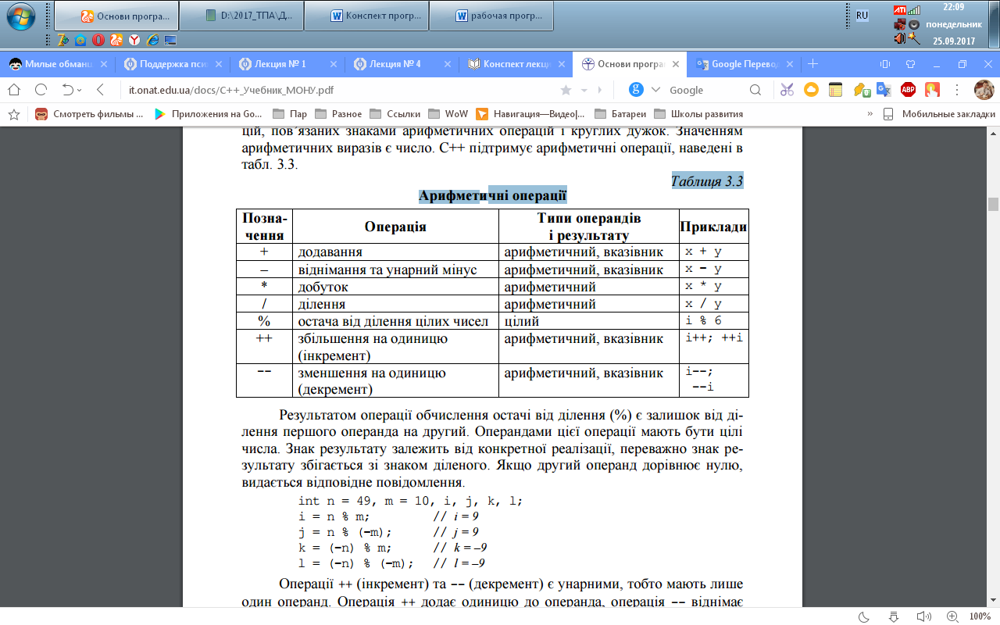 Основи програ...
D:\2017_ТПА\Д...
Конспект прогр...
рабочая прогр...
RU
22:09
понедельник
25.09.2017
Милые обманщ
Поддержка пси
Лекция № 1
Лекция № 4
Конспект лекци
Основи програм
Google Перевод
it.onat.edu.ua/docs/C++_Учебник_МОНУ.pdf
Google
ABP
Смотреть фильмы ...
Приложения на Go...
Пар
Разное
Ссылки
WoW
Навигация—Видео|...
Батареи
Школы развития
»
Мобильные закладки
цій, пов’язаних знаками арифметичних операцій і круглих дужок. Значенням
арифметичних виразів є число. С++ підтримує арифметичні операції, наведені в
табл. 3.3.
Таблиця 3.3
Арифметичні операції
Позна-
чення
Операція
Типи операндів
і результату
Приклади
+ додавання арифметичний, вказівник x + y
– віднімання та унарний мінус арифметичний, вказівник x - y
* добуток арифметичний x * y
/ ділення арифметичний x / y
% остача від ділення цілих чисел цілий i % 6
++ збільшення на одиницю арифметичний, вказівник i++; ++i
(інкремент)
-- зменшення на одиницю арифметичний, вказівник i--;
(декремент) --i
Результатом операції обчислення остачі від ділення (%) є залишок від ді-
лення першого операнда на другий. Операндами цієї операції мають бути цілі
числа. Знак результату залежить від конкретної реалізації, переважно знак ре-
зультату збігається зі знаком діленого. Якщо другий операнд дорівнює нулю,
видається відповідне повідомлення.
int n = 49, m = 10, i, j, k, l;
i = n % m; // i = 9
j = n % (-m); // j = 9
k = (-n) % m; // k = –9
l = (-n) % (-m); // l = –9
Операції ++ (інкремент) та -- (декремент) є унарними, тобто мають лише
один операнд. Операція ++ додає одиницю до операнда, операція -- віднімає
100%